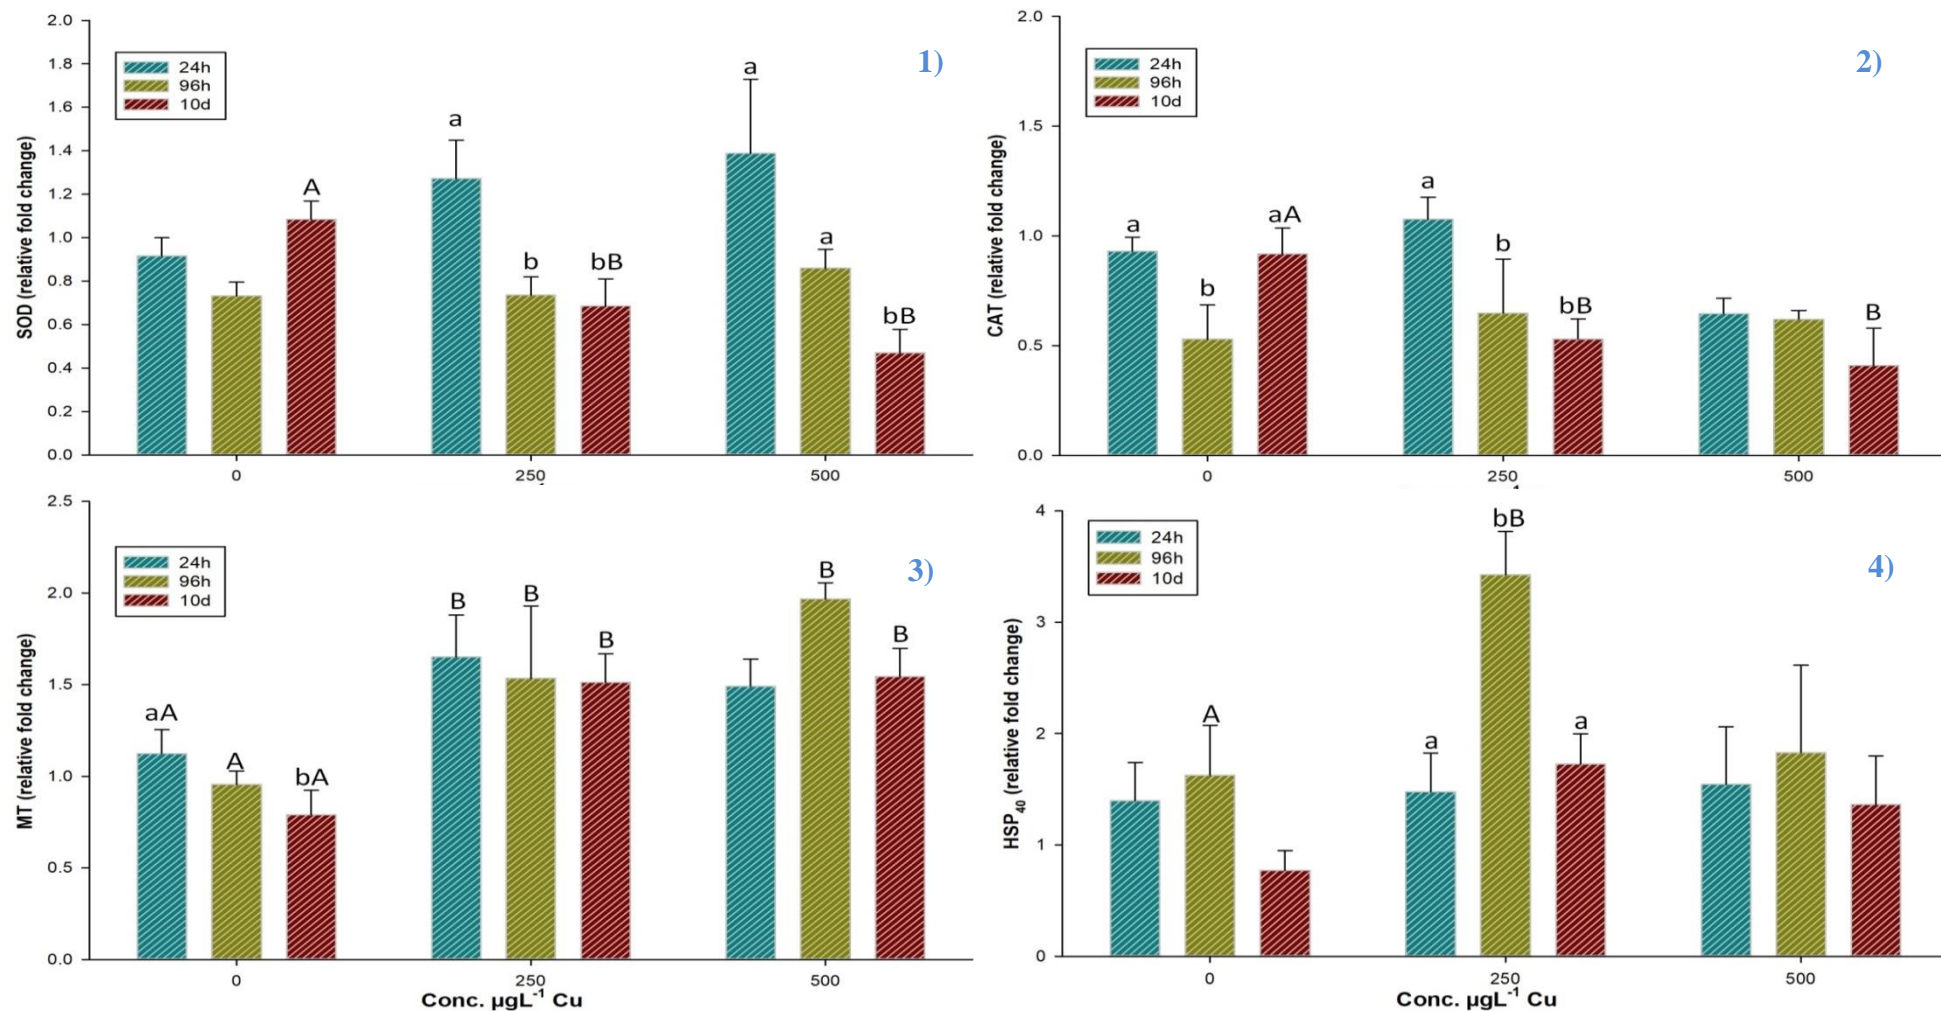 1)
SOD (relative fold change)
2.0
1.8
1.6
1.4
1.2
1.0
0.8
0.6
0.4
0.2
0.0
24h
96h
10d
A
a
b
bB
a
a
bB
0
250
500
2)
CAT (relative fold change)
2.0
1.5
1.0
0.5
0.0
24h
96h
10d
a
b
aA
a
b
bB
B
0
250
500
3)
MT (relative fold change)
2.5
2.0
1.5
1.0
0.5
0.0
24h
96h
10d
aA
A
bA
B
B
B
B
B
0
250
500
Conc. µgL-1 Cu
4)
HSP40 (relative fold change)
4
3
2
1
0
24h
96h
10d
A
a
bB
a
0
250
500
Conc. µgL-1 Cu